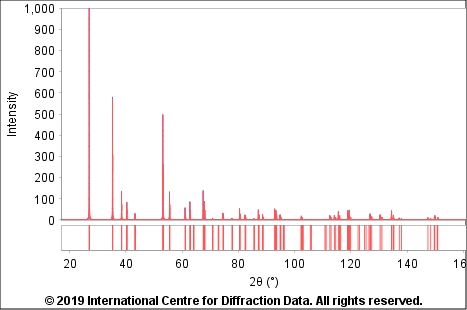 1,000
900
800
700
600
500
400
300
200
100
0
Intensity
20 40 60 80 100 120 140 16
2θ (°)
© 2019 International Centre for Diffraction Data. All rights reserved.